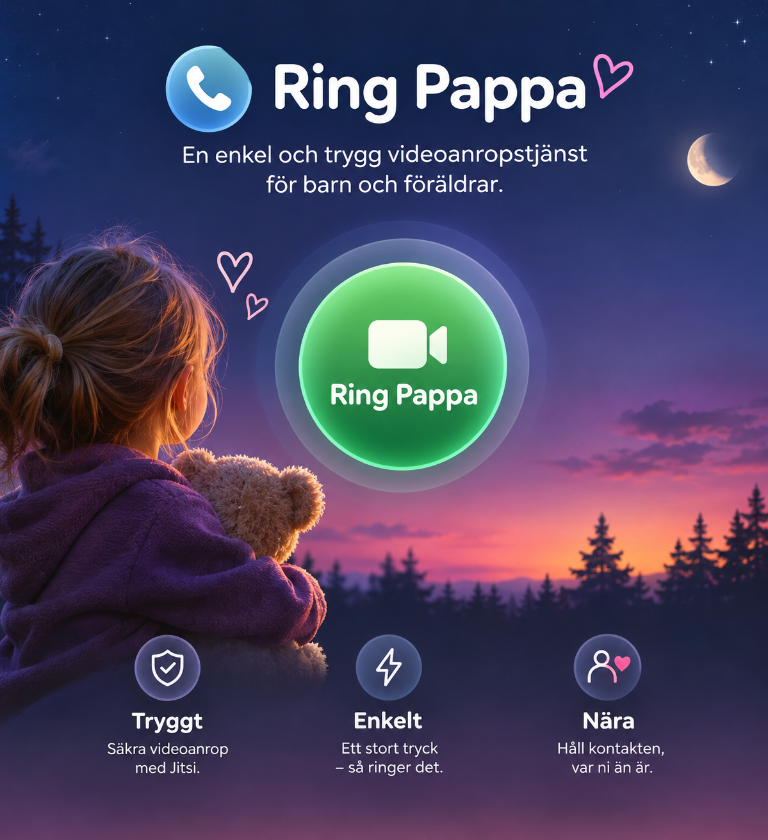 Ring Pappa
En enkel och trygg videoanropstjänst
för barn och föräldrar.
Ring Pappa
Tryggt
Säkra videoanrop
med Jitsi.
Enkelt
Ett stort tryck
– så ringer det.
Nära
Håll kontakten,
var ni än är.